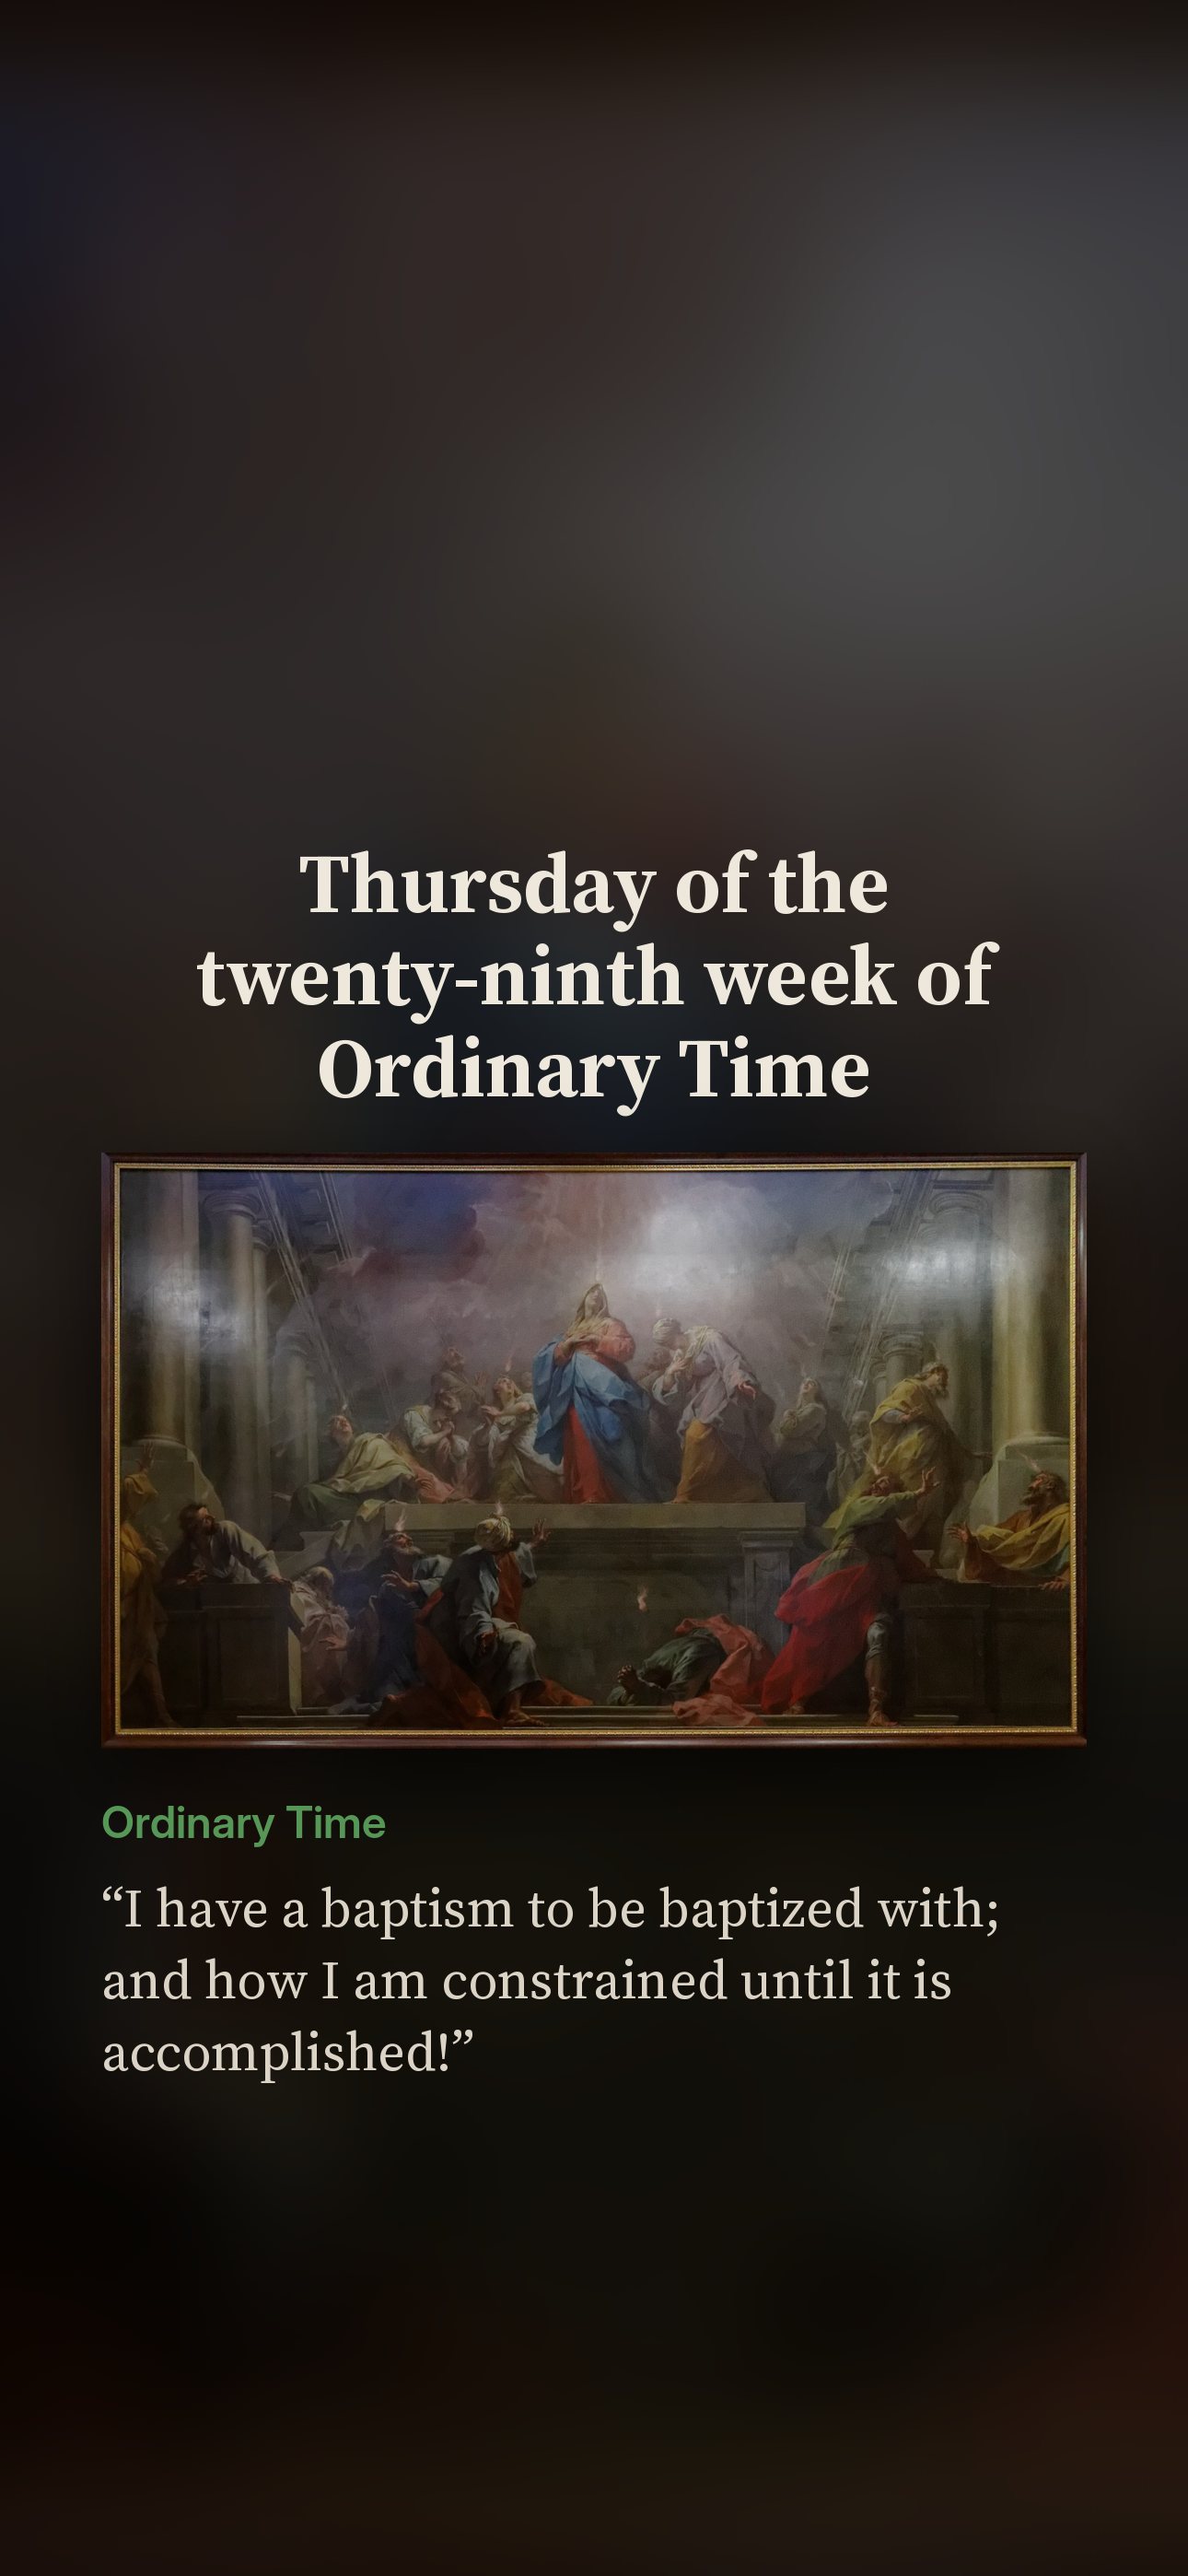 Thursday of the
twenty-ninth week of
Ordinary Time
Ordinary Time
“I have a baptism to be baptized with;
and how I am constrained until it is
accomplished!”